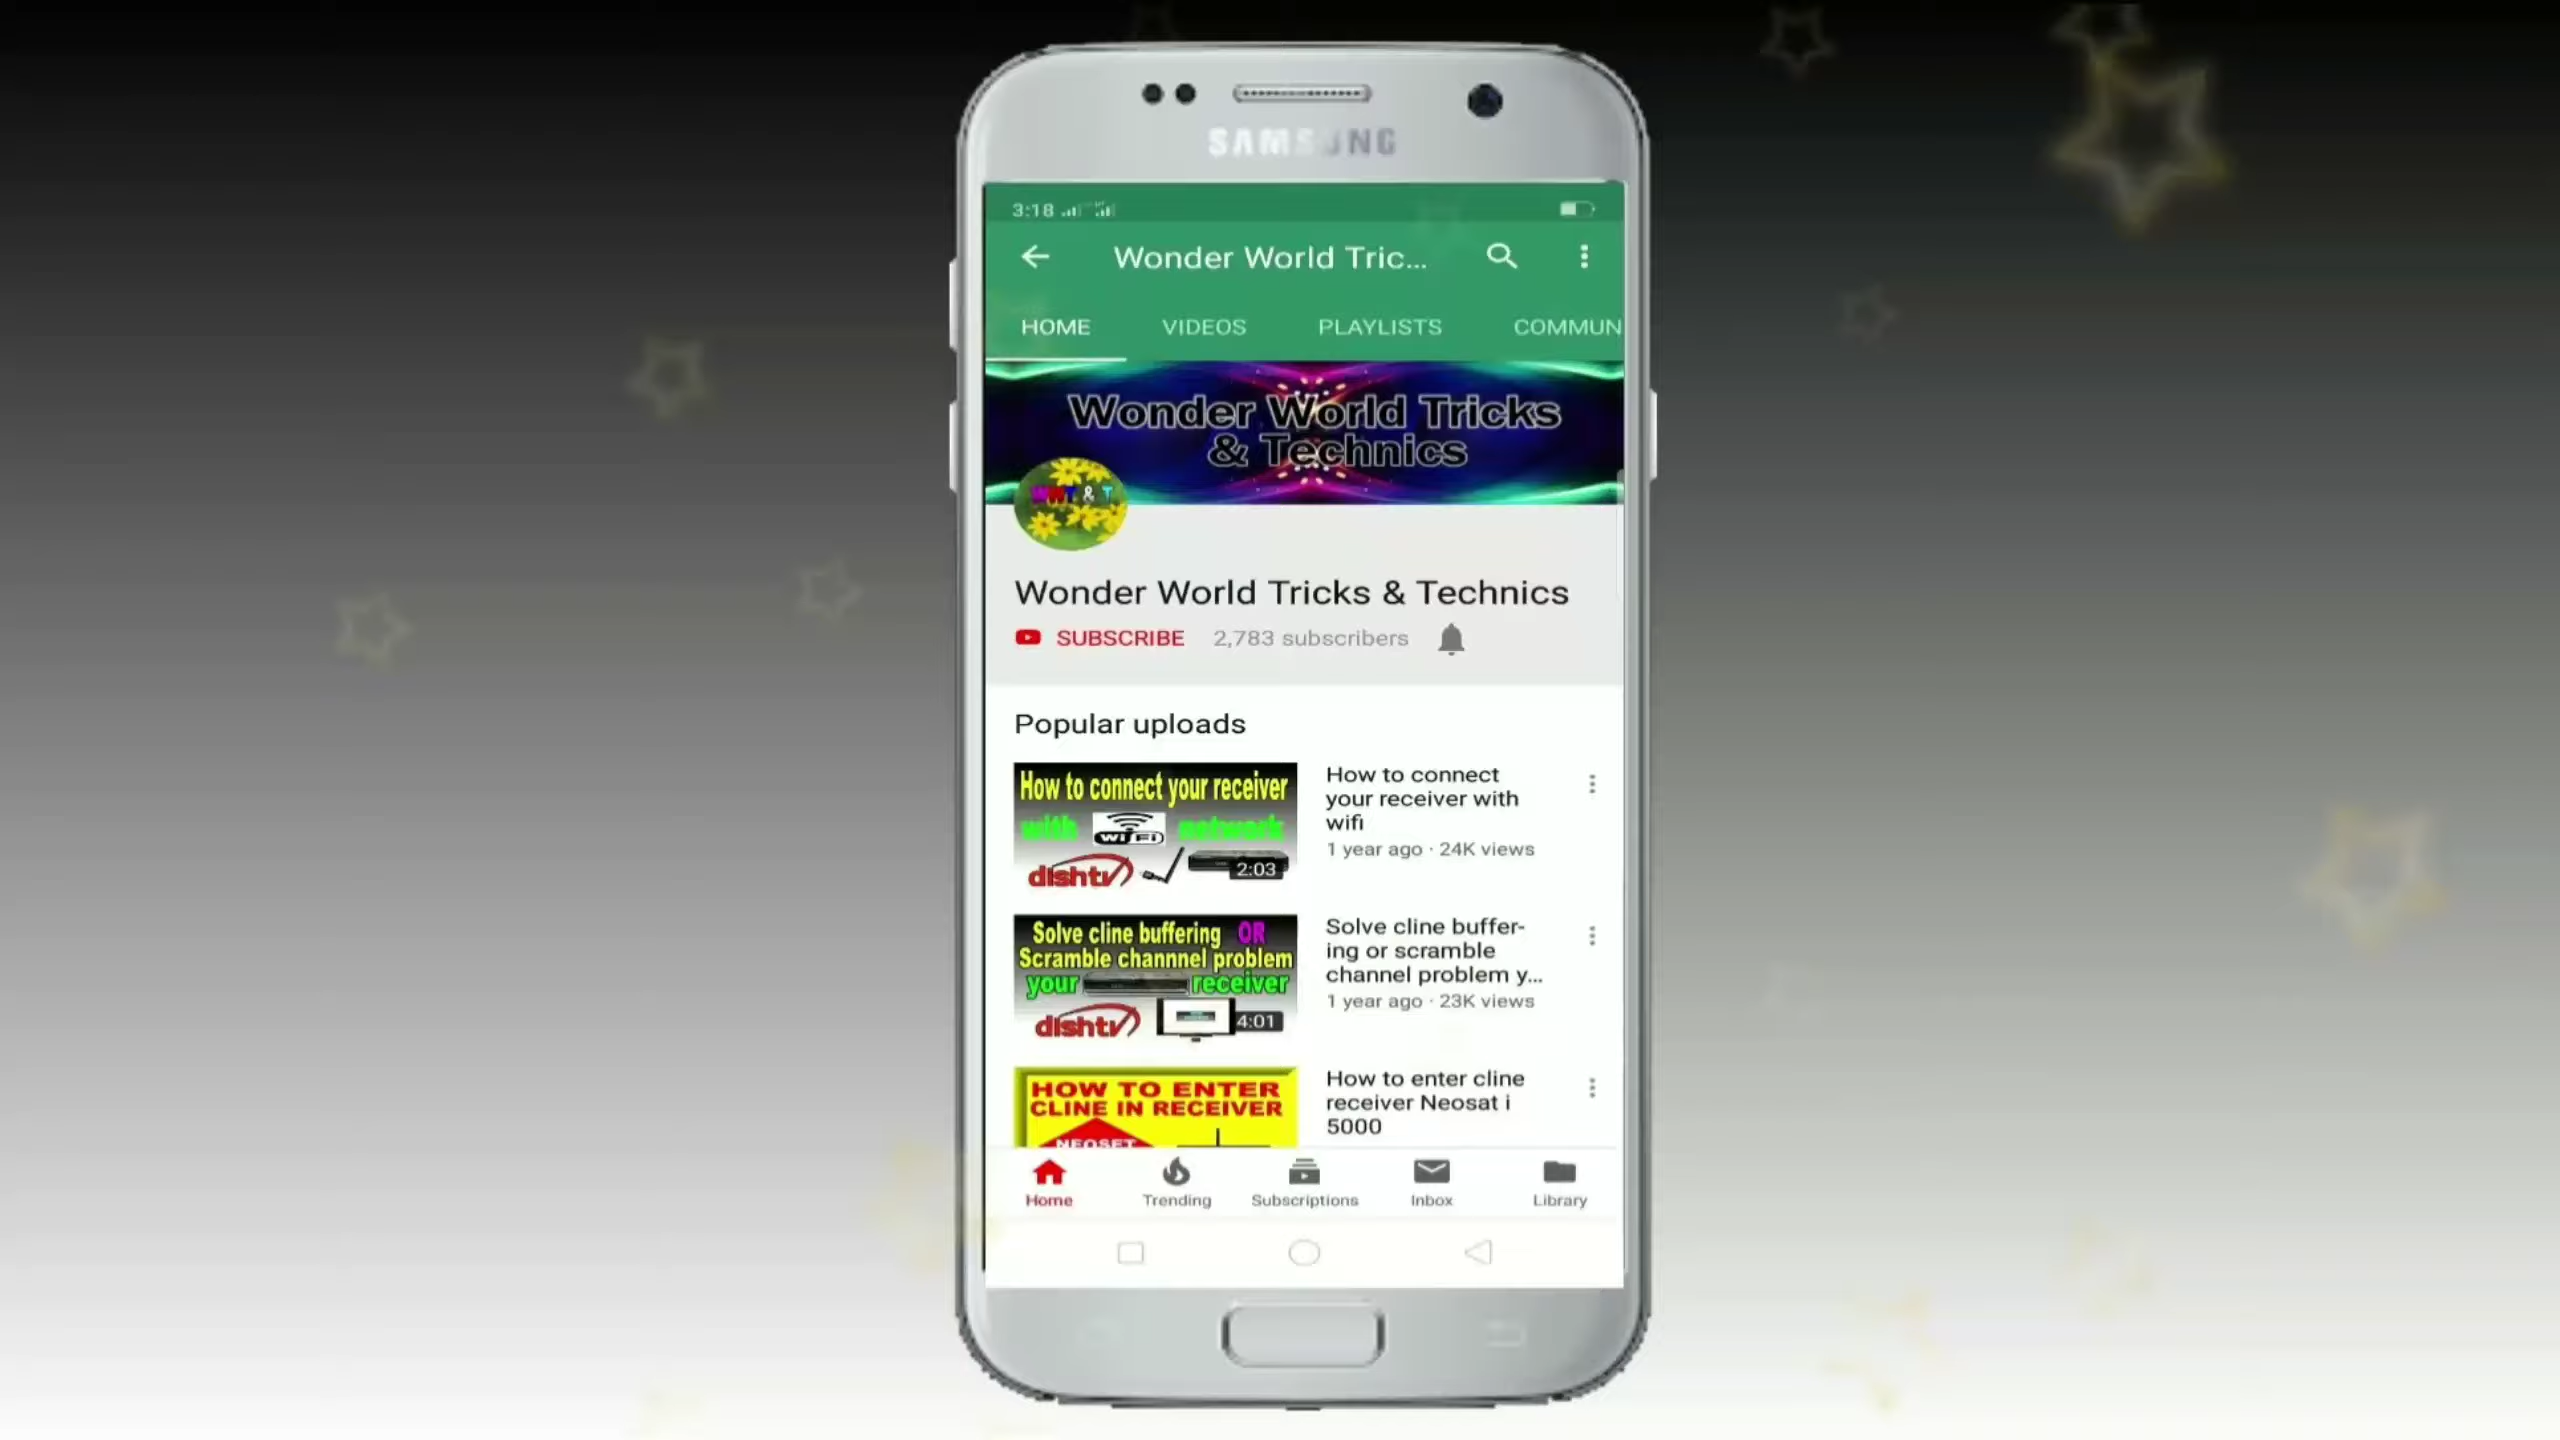 SAMSUNG
3:18
Wonder World Tric...
HOME VIDEOS PLAYLISTS COMMUN
Wonder World Tricks
& Technics
WWT & T
Wonder World Tricks & Technics
SUBSCRIBE 2,783 subscribers
Popular uploads
How to connect your receiver
with WiFi network
dishtv 2:03
How to connect
your receiver with
wifi
1 year ago · 24K views
Solve cline buffering OR
Scramble channnel problem
your receiver
dishtv 4:01
Solve cline buffer-
ing or scramble
channel problem y...
1 year ago · 23K views
HOW TO ENTER
CLINE IN RECEIVER
NEOSET
How to enter cline
receiver Neosat i
5000
Home Trending Subscriptions Inbox Library